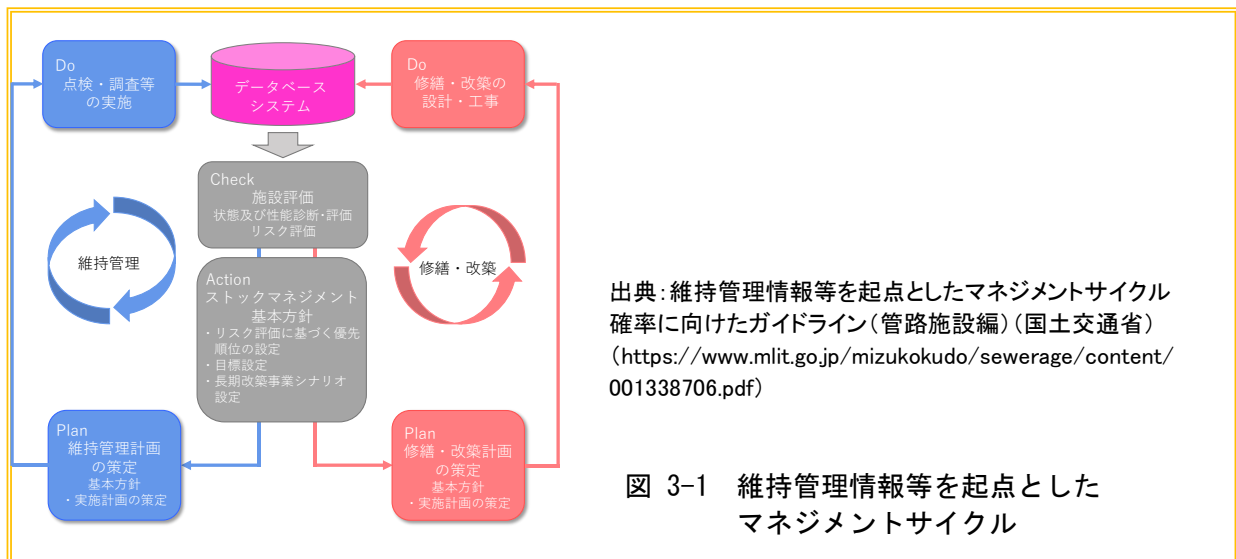 Do
点検・調査等
の実施
データベース
システム
Do
修繕・改築の
設計・工事
Check
施設評価
状態及び性能診断・評価
リスク評価
維持管理
修繕・改築
Action
ストックマネジメント
基本方針
・リスク評価に基づく優先
順位の設定
・目標設定
・長期改築事業シナリオ
設定
Plan
維持管理計画
の策定
基本方針
・実施計画の策定
Plan
修繕・改築計画
の策定
基本方針
・実施計画の策定
出典：維持管理情報等を起点としたマネジメントサイクル
確率に向けたガイドライン（管路施設編）（国土交通省）
（https://www.mlit.go.jp/mizukokudo/sewerage/content/
001338706.pdf）
図 3-1 維持管理情報等を起点とした
マネジメントサイクル